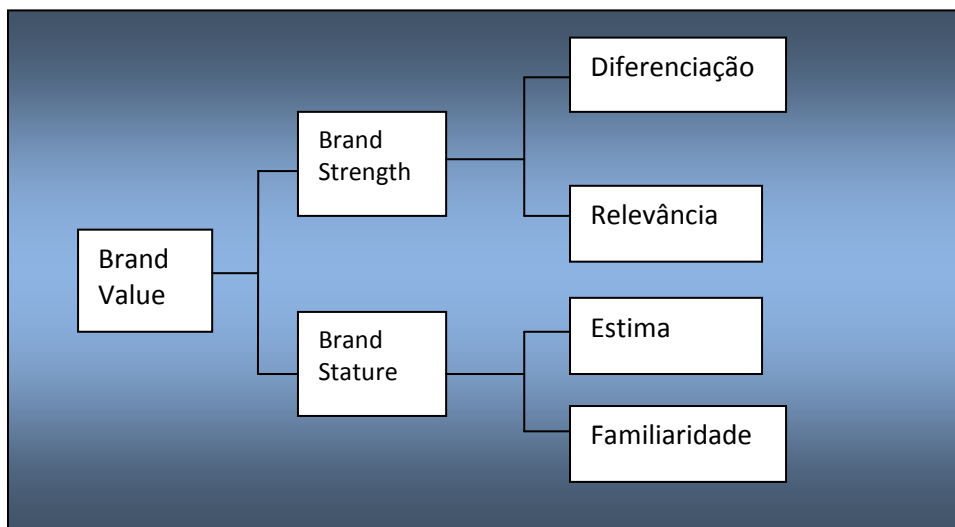 Diferenciação
Brand
Strength
Relevância
Brand
Value
Estima
Brand
Stature
Familiaridade